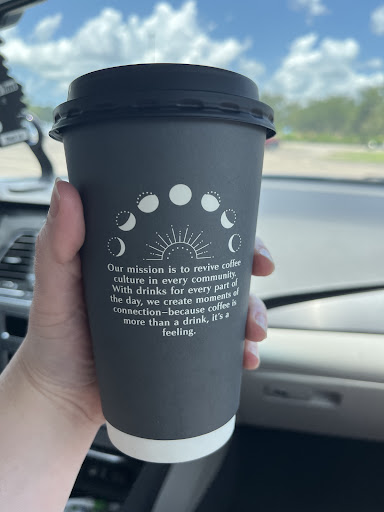 Our mission is to revive coffee
culture in every community.
With drinks for every part of
the day, we create moments of
connection—because coffee is
more than a drink, it's a
feeling.